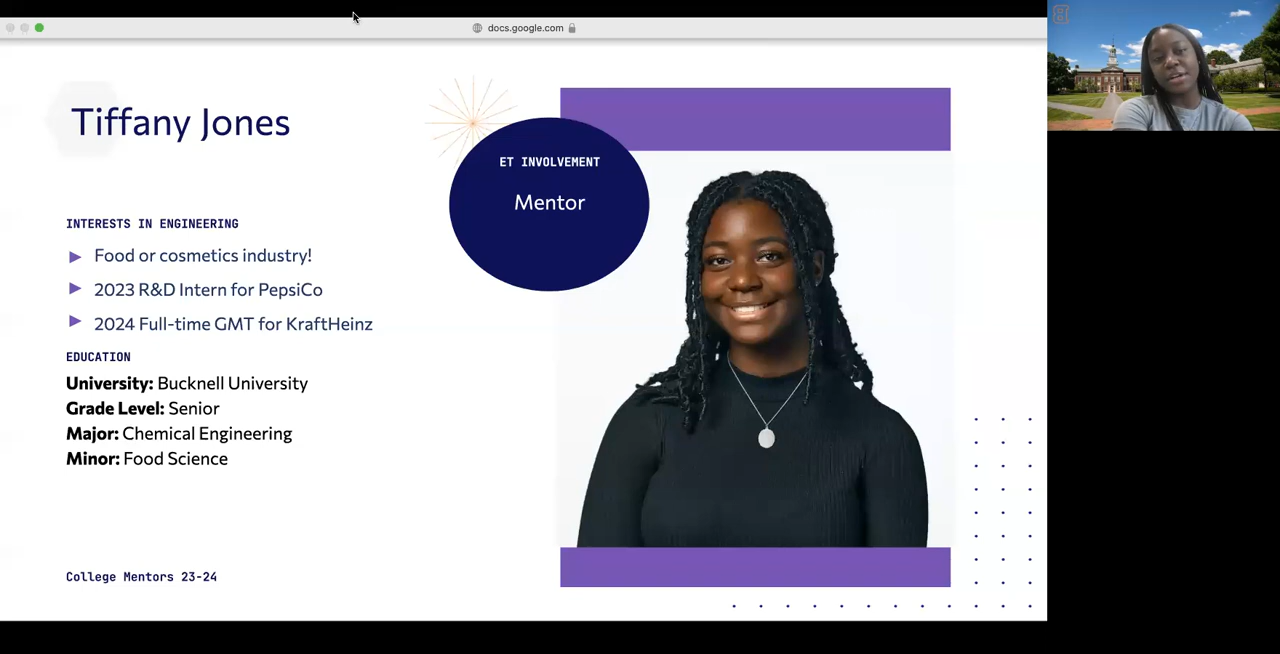 docs.google.com
Tiffany Jones
ET INVOLVEMENT
Mentor
INTERESTS IN ENGINEERING
Food or cosmetics industry!
2023 R&D Intern for PepsiCo
2024 Full-time GMT for KraftHeinz
EDUCATION
University: Bucknell University
Grade Level: Senior
Major: Chemical Engineering
Minor: Food Science
College Mentors 23-24